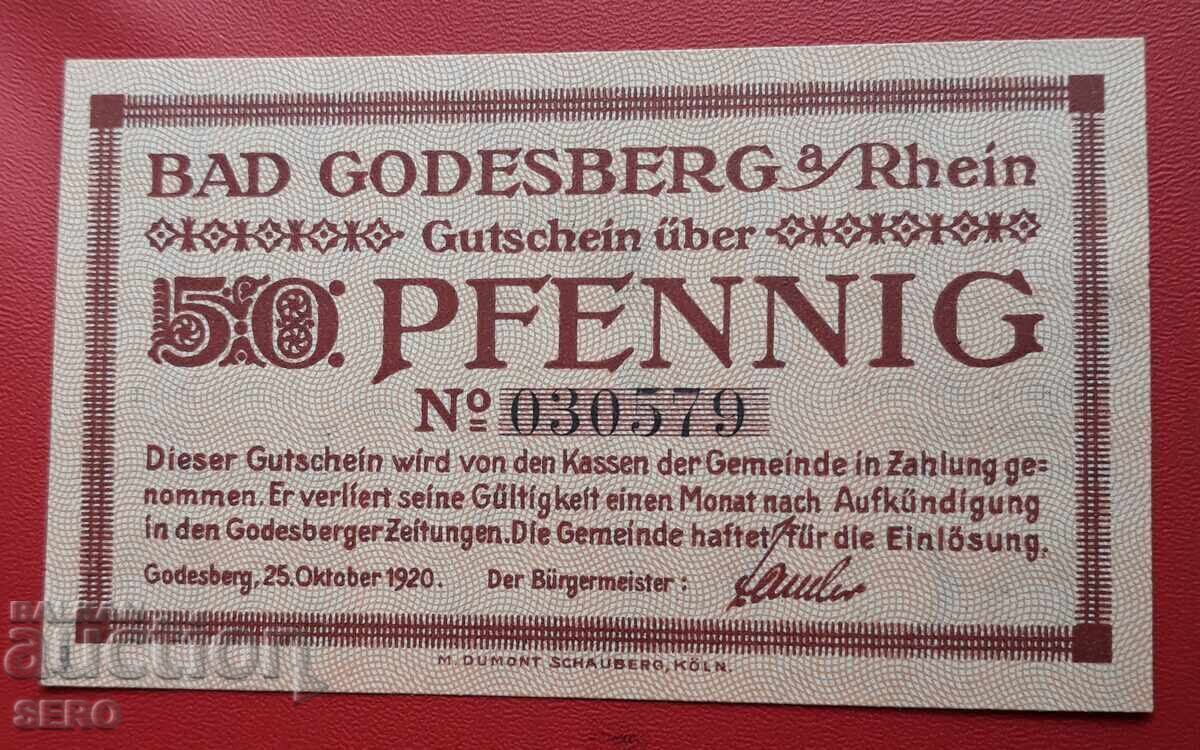 BAD GODESBERG a/Rhein
Gutschein über
50 PFENNIG
No 030579
Dieser Gutschein wird von den Kassen der Gemeinde in Zahlung ge=
nommen. Er verliert seine Gültigkeit einen Monat nach Aufkündigung
in den Godesberger Zeitungen. Die Gemeinde haftet für die Einlösung.
Godesberg, 25. Oktober 1920. Der Bürgermeister:
M. DUMONT SCHAUBERG, KÖLN.
auction
SERO